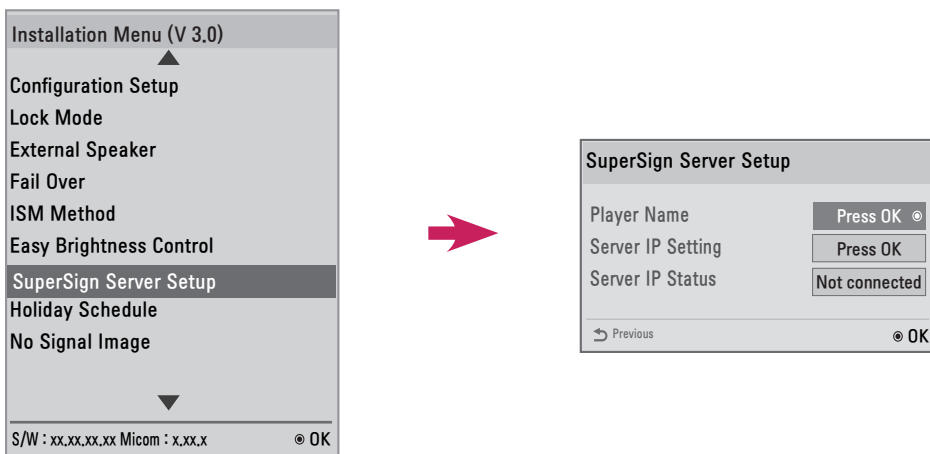 Installation Menu (V 3.0)
Configuration Setup
Lock Mode
External Speaker
Fail Over
ISM Method
Easy Brightness Control
SuperSign Server Setup
Holiday Schedule
No Signal Image
S/W : xx.xx.xx.xx Micom : x.xx.x OK
SuperSign Server Setup
Player Name Press OK
Server IP Setting Press OK
Server IP Status Not connected
Previous OK